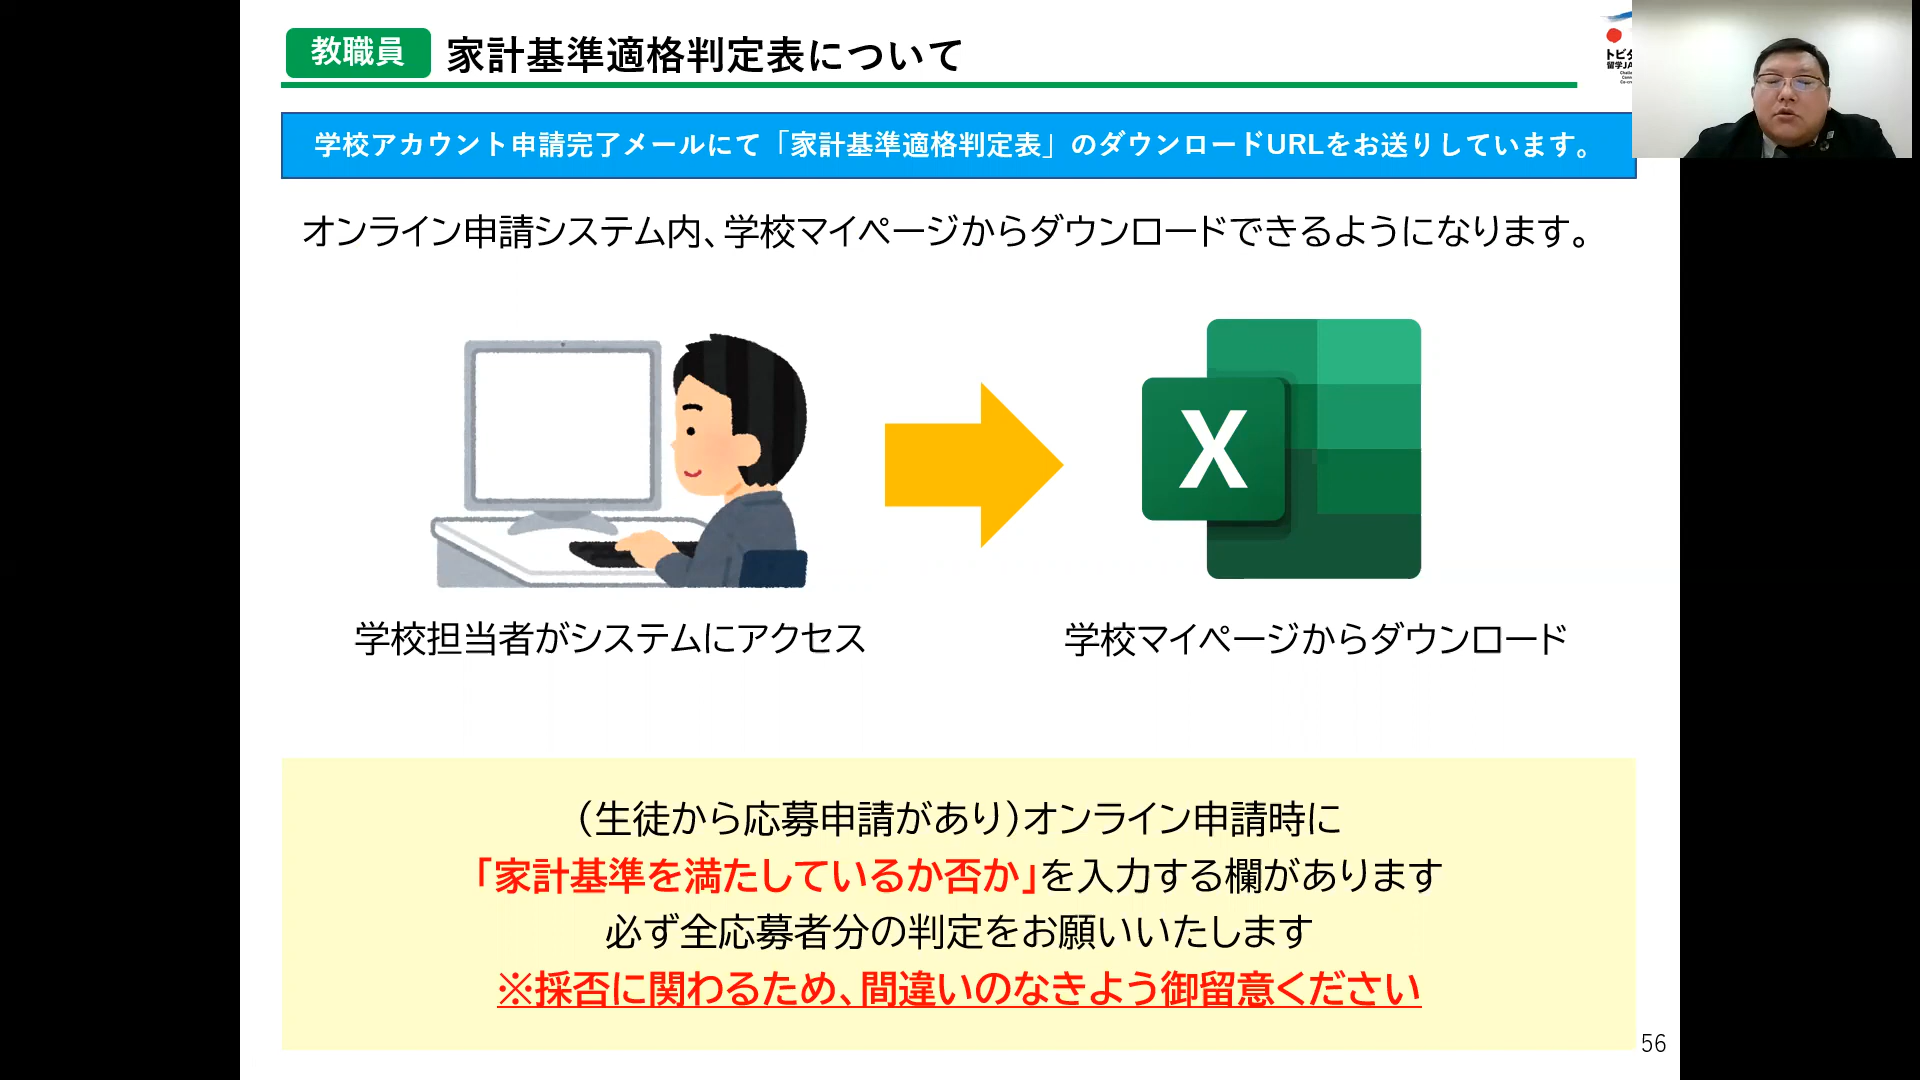 教職員 家計基準適格判定表について
学校アカウント申請完了メールにて「家計基準適格判定表」のダウンロードURLをお送りしています。
オンライン申請システム内、学校マイページからダウンロードできるようになります。
X
学校担当者がシステムにアクセス
学校マイページからダウンロード
（生徒から応募申請があり）オンライン申請時に
「家計基準を満たしているか否か」を入力する欄があります
必ず全応募者分の判定をお願いいたします
※採否に関わるため、間違いのなきよう御留意ください
56
トビタ
留学JA